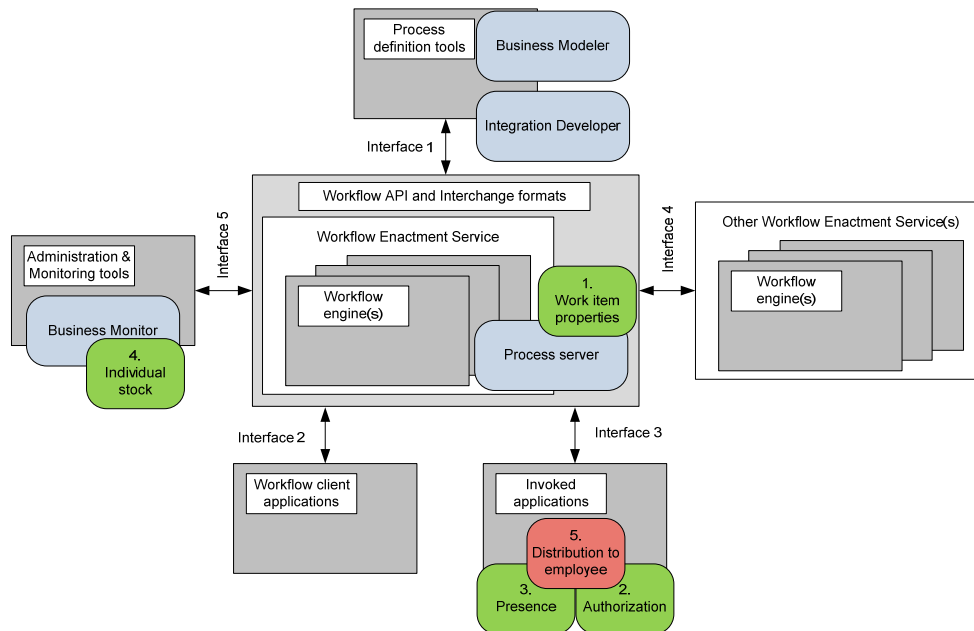 Process
definition tools
Business Modeler
Integration Developer
Interface 1
Workflow API and Interchange formats
Workflow Enactment Service
Workflow
engine(s)
1.
Work item
properties
Process server
Interface 5
Administration &
Monitoring tools
Business Monitor
4.
Individual
stock
Interface 4
Other Workflow Enactment Service(s)
Workflow
engine(s)
Interface 2
Interface 3
Workflow client
applications
Invoked
applications
5.
Distribution to
employee
3.
Presence
2.
Authorization